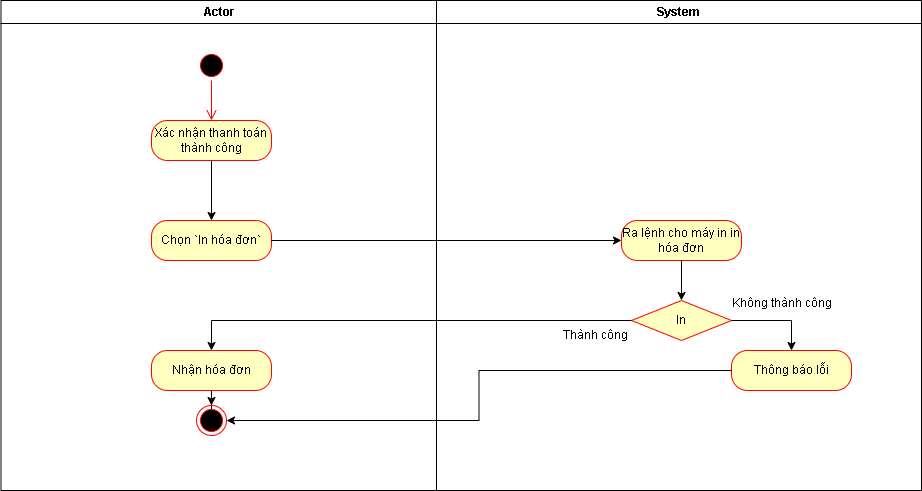 Actor
System
Xác nhận thanh toán
thành công
Chọn `In hóa đơn`
Ra lệnh cho máy in in
hóa đơn
Không thành công
In
Thành công
Nhận hóa đơn
Thông báo lỗi